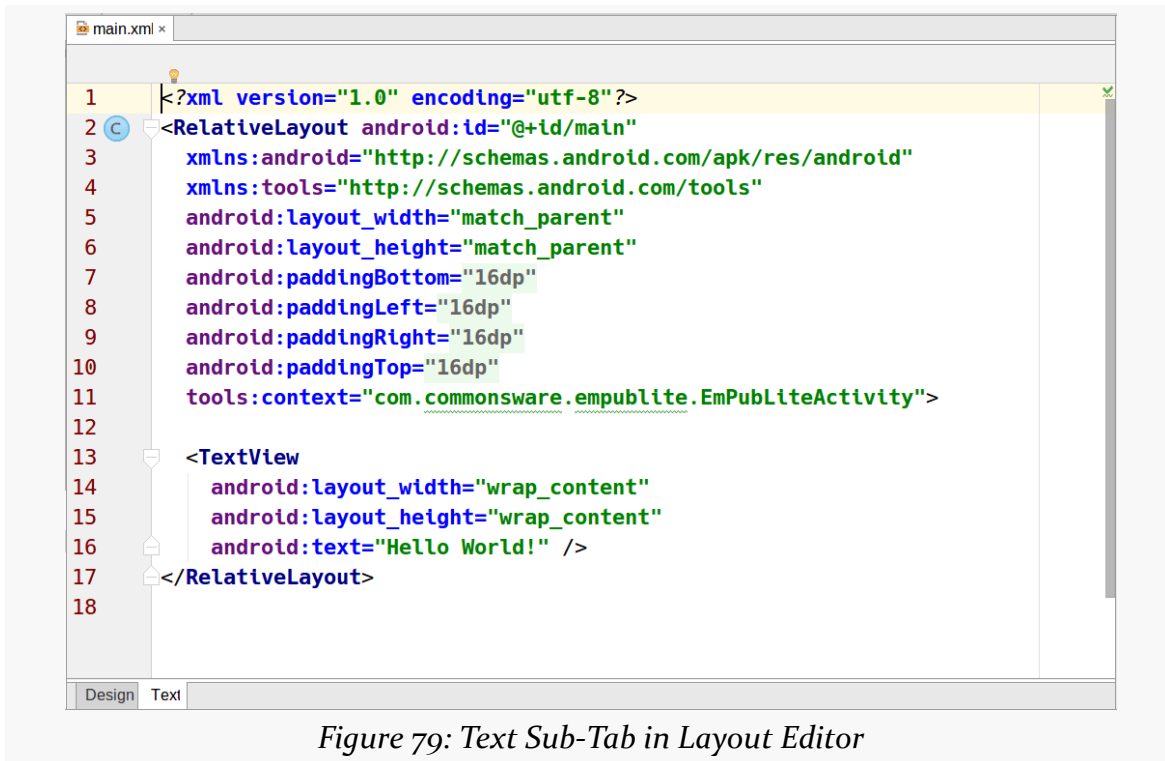 main.xml ×
1 <?xml version="1.0" encoding="utf-8"?>
2 C <RelativeLayout android:id="@+id/main"
3 xmlns:android="http://schemas.android.com/apk/res/android"
4 xmlns:tools="http://schemas.android.com/tools"
5 android:layout_width="match_parent"
6 android:layout_height="match_parent"
7 android:paddingBottom="16dp"
8 android:paddingLeft="16dp"
9 android:paddingRight="16dp"
10 android:paddingTop="16dp"
11 tools:context="com.commonsware.empublite.EmPubLiteActivity">
12
13 <TextView
14 android:layout_width="wrap_content"
15 android:layout_height="wrap_content"
16 android:text="Hello World!" />
17 </RelativeLayout>
18
Design Text
Figure 79: Text Sub-Tab in Layout Editor